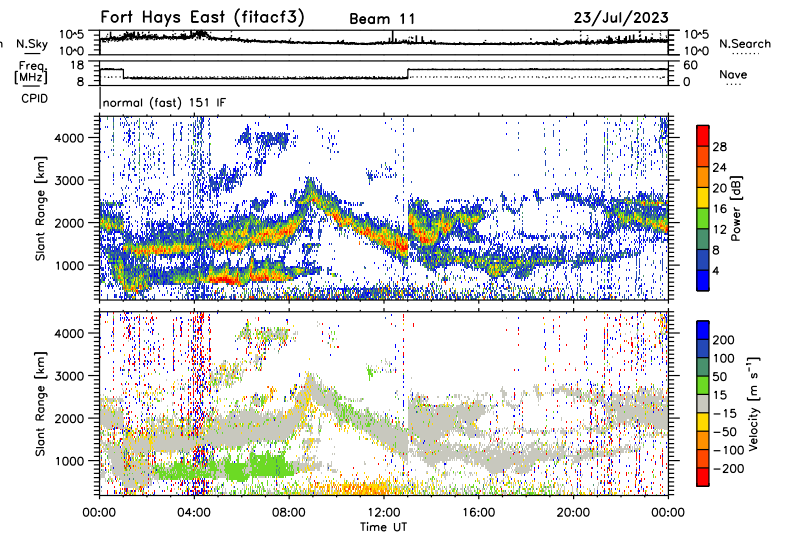 Fort Hays East (fitacf3) Beam 11 23/Jul/2023
N.Sky 10^5 10^5 N.Search
10^0 10^0
Freq. 18 60 Nave
[MHz] 8 0
CPID
normal (fast) 151 IF
4000
3000
2000
1000
Slant Range [km]
28
24
20
16
12
8
4
Power [dB]
4000
3000
2000
1000
Slant Range [km]
200
100
50
15
-15
-50
-100
-200
Velocity [m s⁻¹]
00:00 04:00 08:00 12:00 16:00 20:00 00:00
Time UT